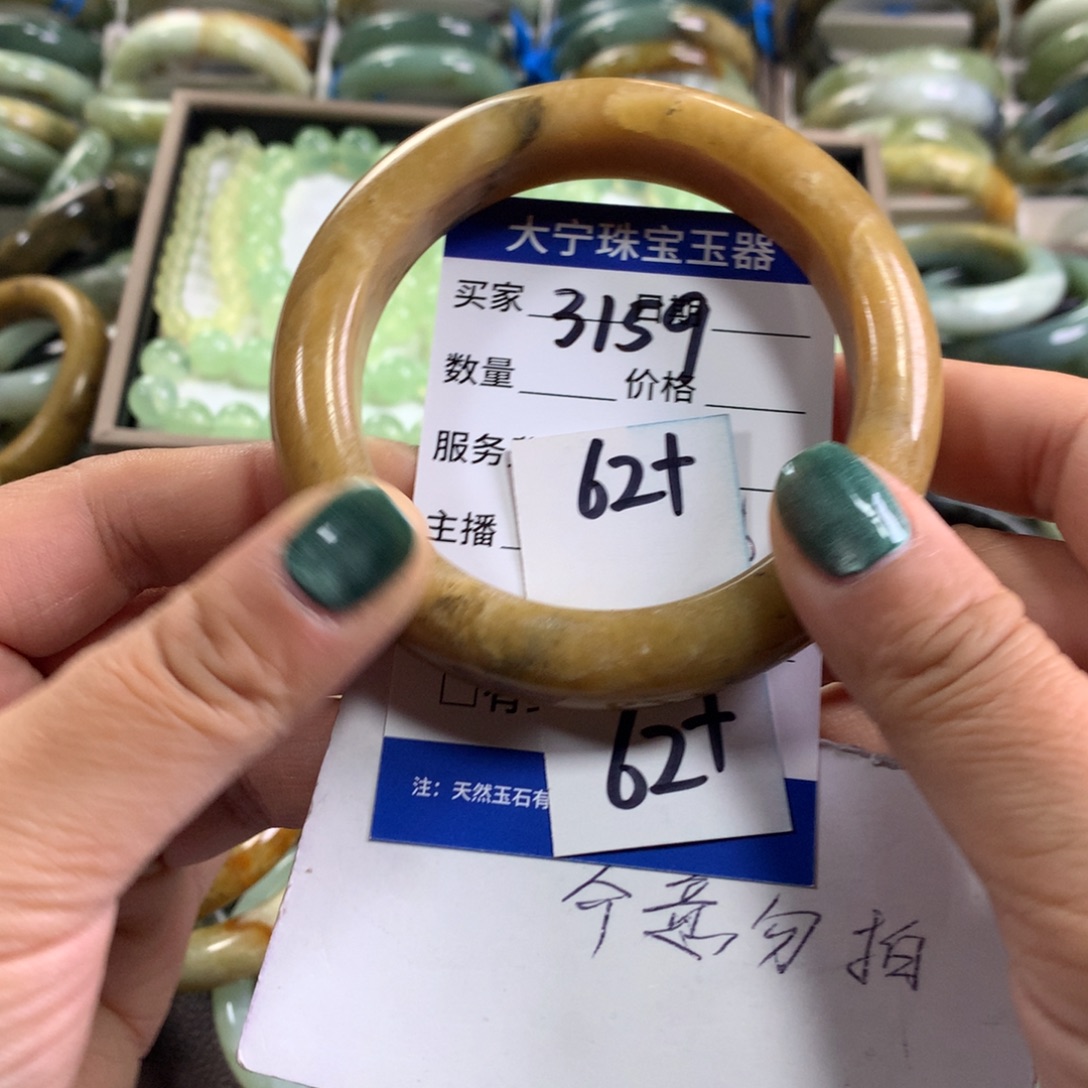 大宁珠宝玉器
买家 3159 日期
数量 价格
服务
62+
主播
62+
注：天然玉石有
介意勿拍